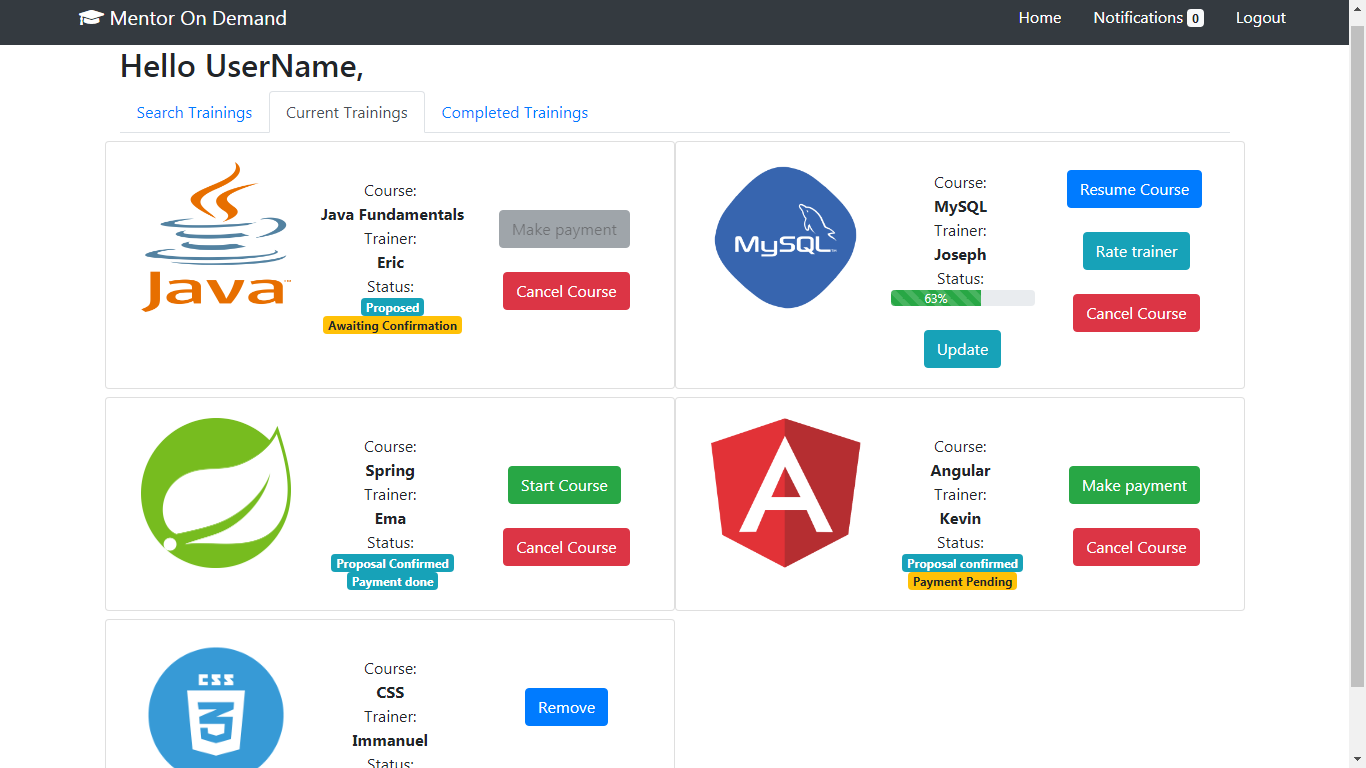 Mentor On Demand
Home
Notifications 0
Logout
Hello UserName,
Search Trainings
Current Trainings
Completed Trainings
Java
Course:
Java Fundamentals
Trainer:
Eric
Status:
Proposed
Awaiting Confirmation
Make payment
Cancel Course
MySQL
Course:
MySQL
Trainer:
Joseph
Status:
63%
Update
Resume Course
Rate trainer
Cancel Course
Course:
Spring
Trainer:
Ema
Status:
Proposal Confirmed
Payment done
Start Course
Cancel Course
A
Course:
Angular
Trainer:
Kevin
Status:
Proposal confirmed
Payment Pending
Make payment
Cancel Course
CSS
3
Course:
CSS
Trainer:
Immanuel
Status:
Remove